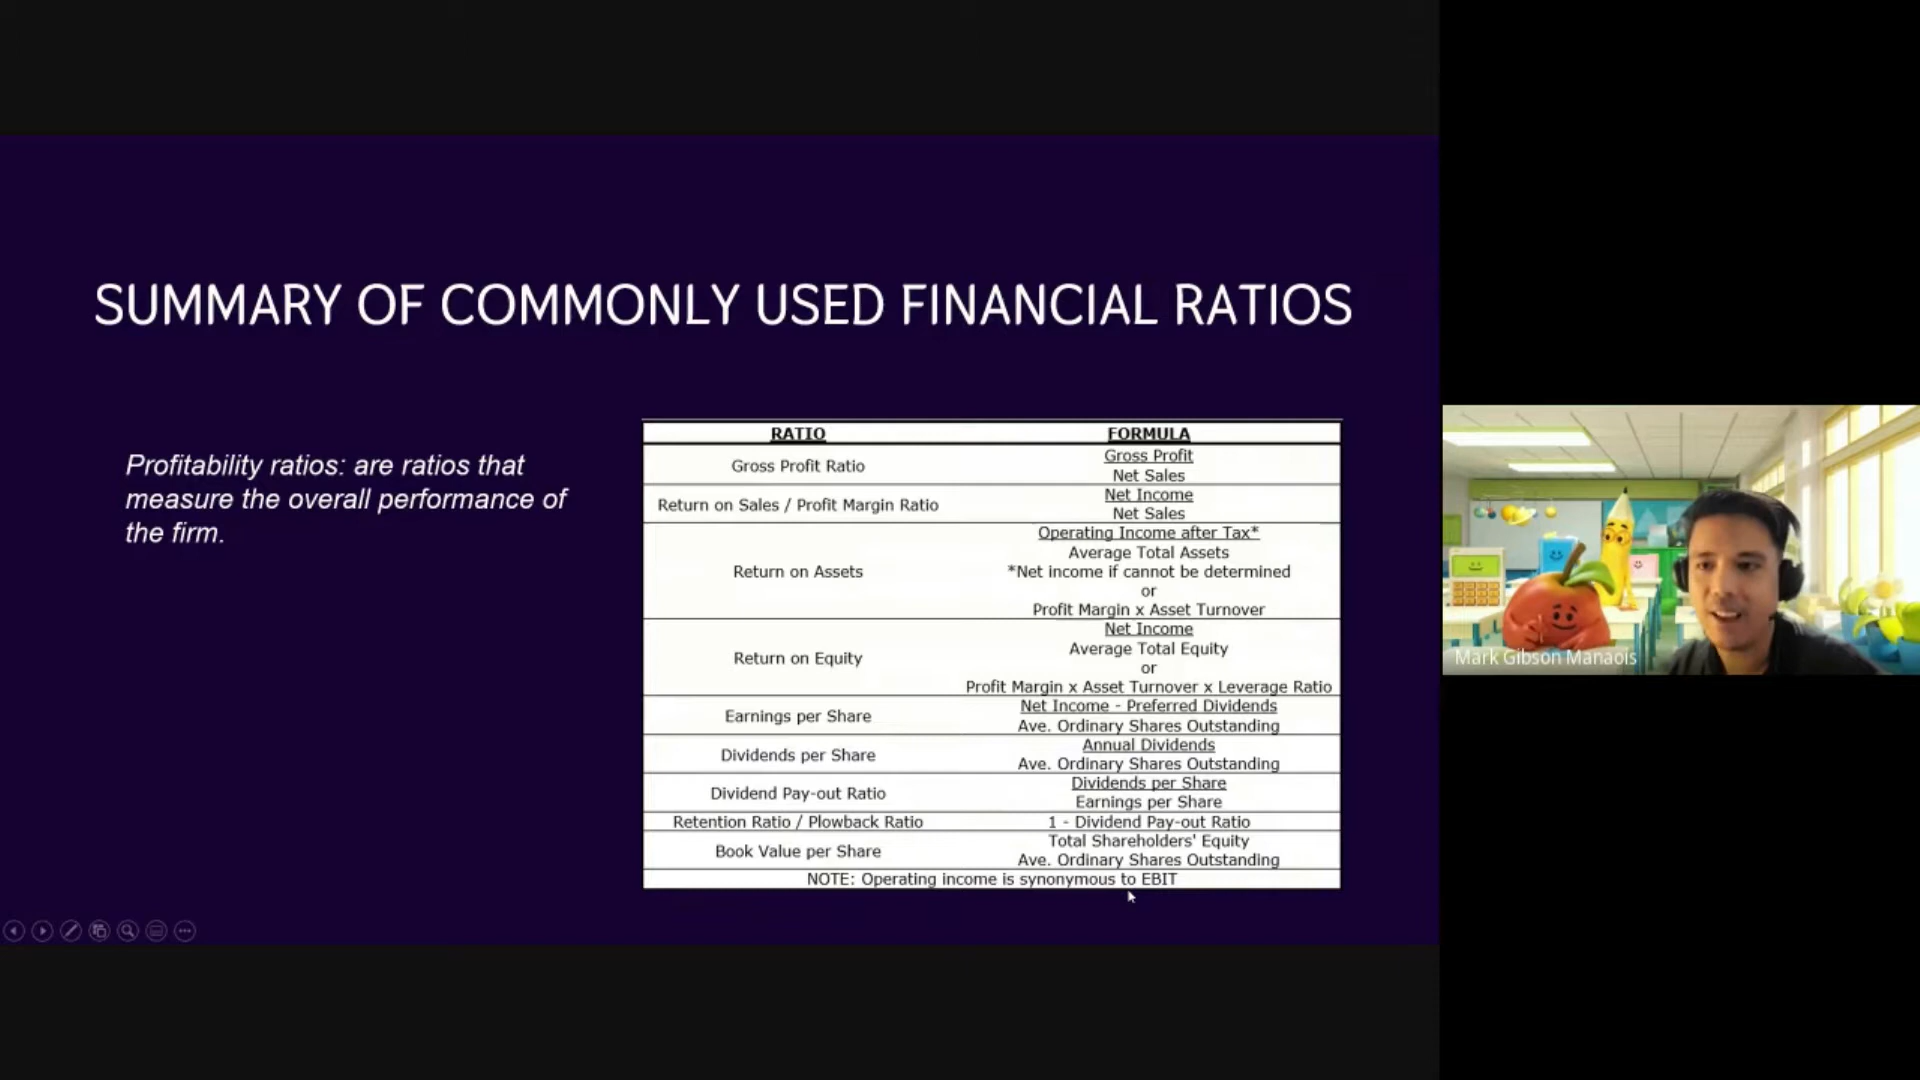 SUMMARY OF COMMONLY USED FINANCIAL RATIOS
Profitability ratios: are ratios that
measure the overall performance of
the firm.
RATIO FORMULA
Gross Profit Ratio
Gross Profit
Net Sales
Return on Sales / Profit Margin Ratio
Net Income
Net Sales
Return on Assets
Operating Income after Tax*
Average Total Assets
*Net income if cannot be determined
or
Profit Margin x Asset Turnover
Return on Equity
Net Income
Average Total Equity
or
Profit Margin x Asset Turnover x Leverage Ratio
Earnings per Share
Net Income - Preferred Dividends
Ave. Ordinary Shares Outstanding
Dividends per Share
Annual Dividends
Ave. Ordinary Shares Outstanding
Dividend Pay-out Ratio
Dividends per Share
Earnings per Share
Retention Ratio / Plowback Ratio
1 - Dividend Pay-out Ratio
Book Value per Share
Total Shareholders' Equity
Ave. Ordinary Shares Outstanding
NOTE: Operating income is synonymous to EBIT
Mark Gibson Manaois